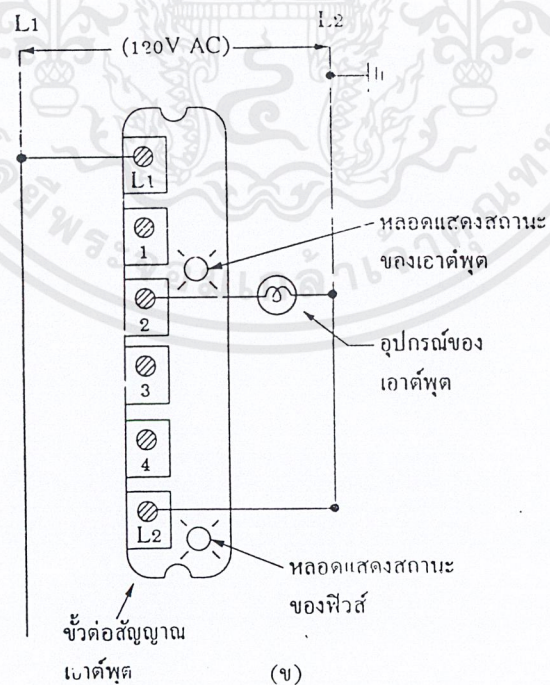 L1
L2
(120V AC)
L1
1
หลอดแสดงสถานะ
ของเอาต์พุต
2
อุปกรณ์ของ
เอาต์พุต
3
4
L2
หลอดแสดงสถานะ
ของฟิวส์
ขั้วต่อสัญญาณ
เอาต์พุต
(ข)